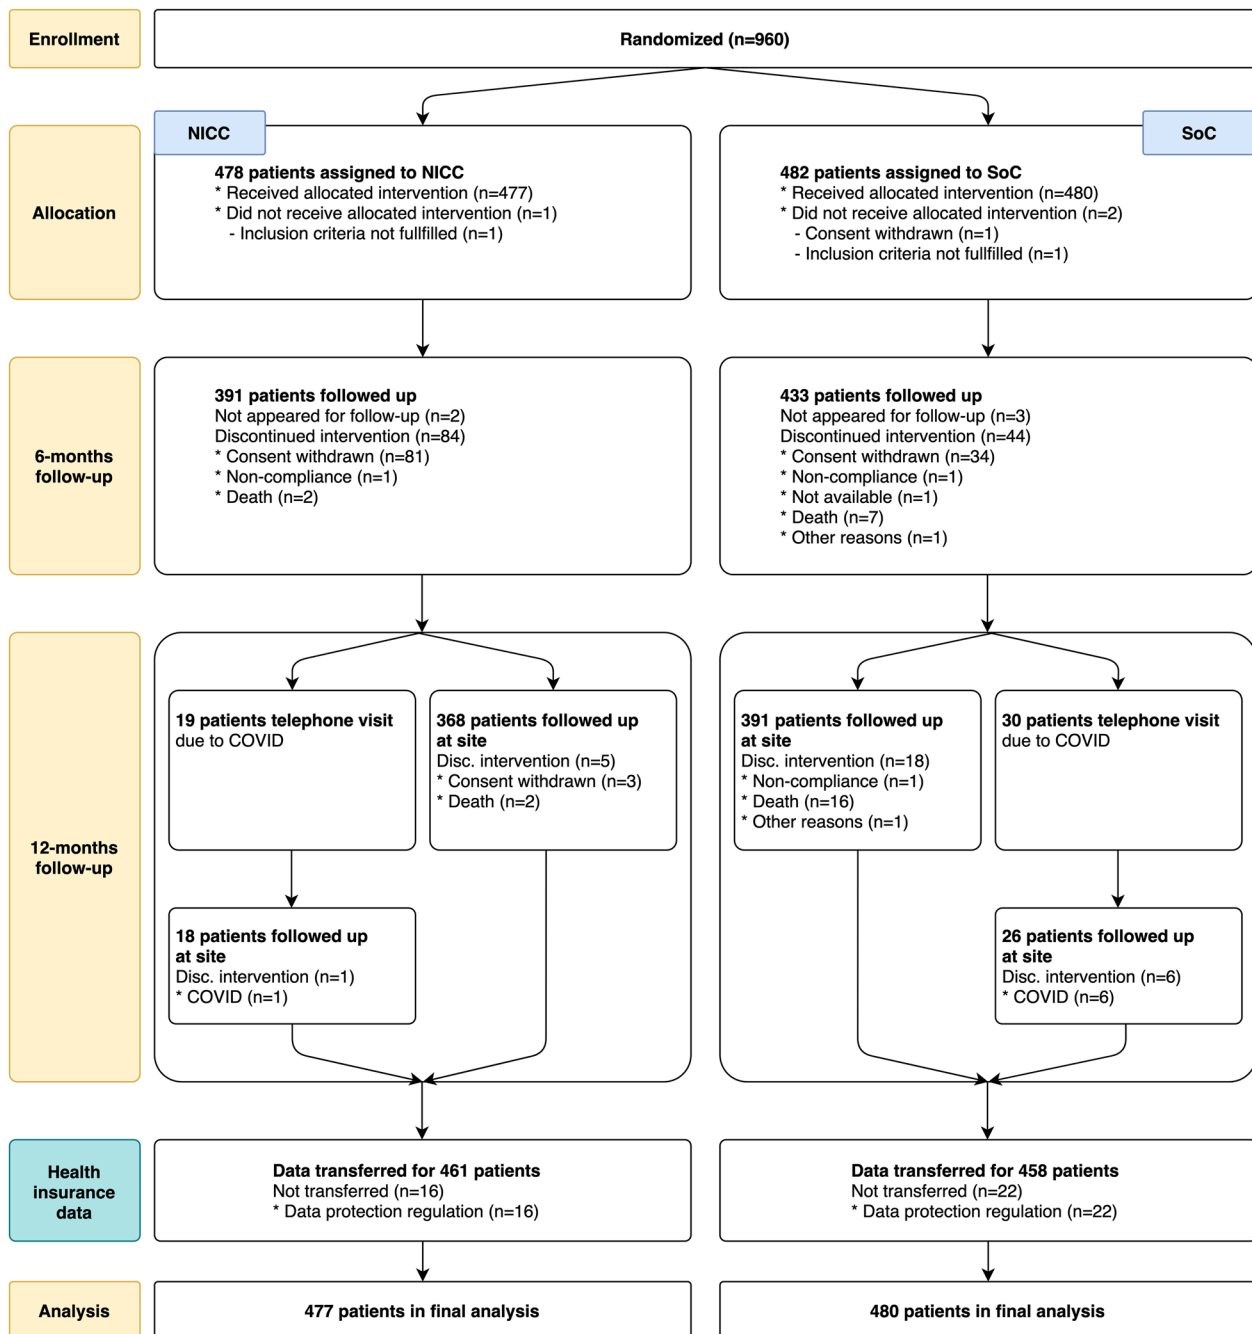 Enrollment
Randomized (n=960)
Allocation
NICC
478 patients assigned to NICC
* Received allocated intervention (n=477)
* Did not receive allocated intervention (n=1)
- Inclusion criteria not fullfilled (n=1)
SoC
482 patients assigned to SoC
* Received allocated intervention (n=480)
* Did not receive allocated intervention (n=2)
- Consent withdrawn (n=1)
- Inclusion criteria not fullfilled (n=1)
6-months
follow-up
391 patients followed up
Not appeared for follow-up (n=2)
Discontinued intervention (n=84)
* Consent withdrawn (n=81)
* Non-compliance (n=1)
* Death (n=2)
433 patients followed up
Not appeared for follow-up (n=3)
Discontinued intervention (n=44)
* Consent withdrawn (n=34)
* Non-compliance (n=1)
* Not available (n=1)
* Death (n=7)
* Other reasons (n=1)
12-months
follow-up
19 patients telephone visit
due to COVID
368 patients followed up
at site
Disc. intervention (n=5)
* Consent withdrawn (n=3)
* Death (n=2)
18 patients followed up
at site
Disc. intervention (n=1)
* COVID (n=1)
391 patients followed up
at site
Disc. intervention (n=18)
* Non-compliance (n=1)
* Death (n=16)
* Other reasons (n=1)
30 patients telephone visit
due to COVID
26 patients followed up
at site
Disc. intervention (n=6)
* COVID (n=6)
Health
insurance
data
Data transferred for 461 patients
Not transferred (n=16)
* Data protection regulation (n=16)
Data transferred for 458 patients
Not transferred (n=22)
* Data protection regulation (n=22)
Analysis
477 patients in final analysis
480 patients in final analysis